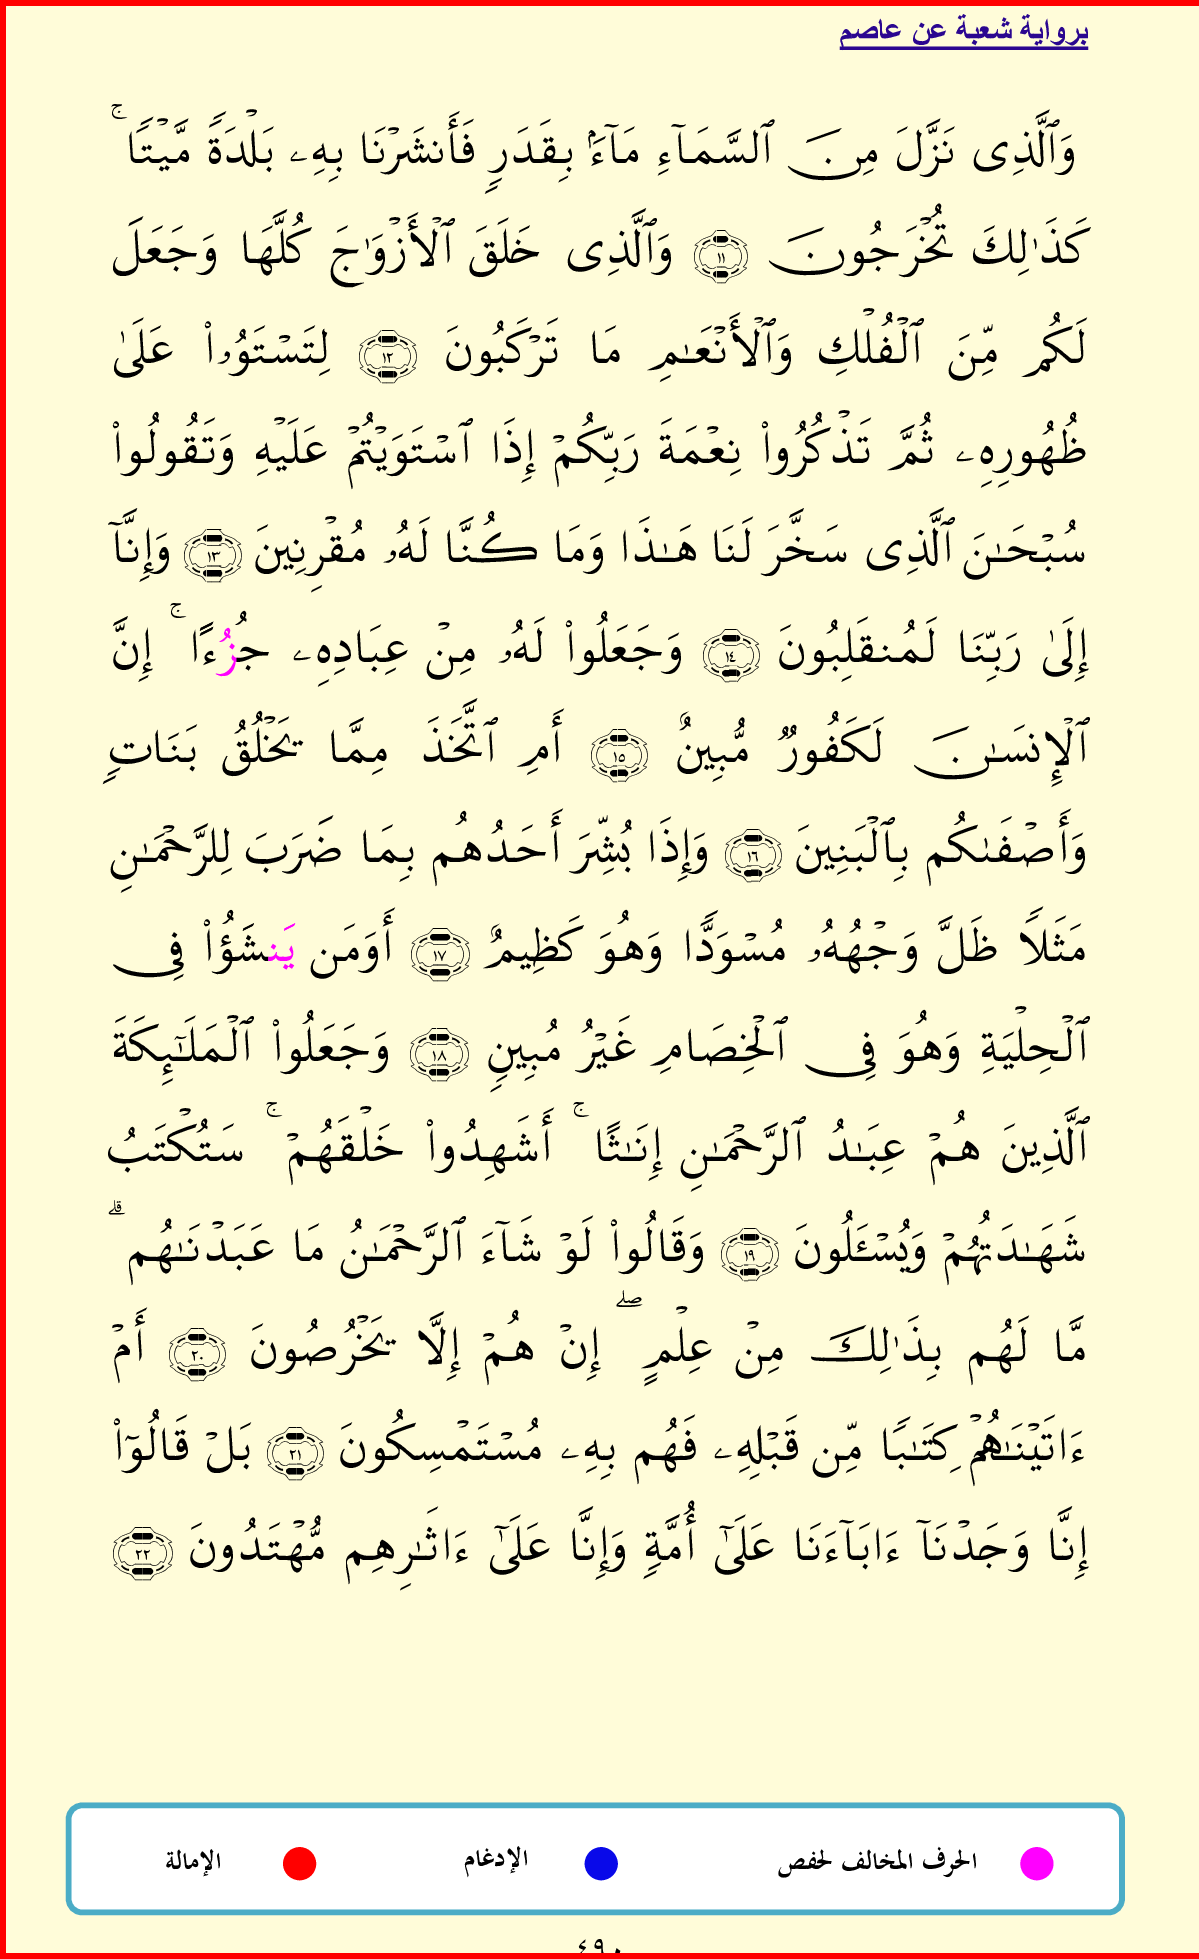 برواية شعبة عن عاصم
وَٱلَّذِى نَزَّلَ مِنَ ٱلسَّمَآءِ مَآءَۢ بِقَدَرٍ فَأَنشَرْنَا بِهِۦ بَلْدَةً مَّيْتًا ۚ
كَذَٰلِكَ تُخْرَجُونَ ١١ وَٱلَّذِى خَلَقَ ٱلْأَزْوَٰجَ كُلَّهَا وَجَعَلَ
لَكُم مِّنَ ٱلْفُلْكِ وَٱلْأَنْعَـٰمِ مَا تَرْكَبُونَ ١٢ لِتَسْتَوُۥا۟ عَلَىٰ
ظُهُورِهِۦ ثُمَّ تَذْكُرُوا۟ نِعْمَةَ رَبِّكُمْ إِذَا ٱسْتَوَيْتُمْ عَلَيْهِ وَتَقُولُوا۟
سُبْحَـٰنَ ٱلَّذِى سَخَّرَ لَنَا هَـٰذَا وَمَا كُنَّا لَهُۥ مُقْرِنِينَ ١٣ وَإِنَّآ
إِلَىٰ رَبِّنَا لَمُنقَلِبُونَ ١٤ وَجَعَلُوا۟ لَهُۥ مِنْ عِبَادِهِۦ جُزُءًا ۚ إِنَّ
ٱلْإِنسَـٰنَ لَكَفُورٌ مُّبِينٌ ١٥ أَمِ ٱتَّخَذَ مِمَّا يَخْلُقُ بَنَاتٍ
وَأَصْفَىٰكُم بِٱلْبَنِينَ ١٦ وَإِذَا بُشِّرَ أَحَدُهُم بِمَا ضَرَبَ لِلرَّحْمَـٰنِ
مَثَلًا ظَلَّ وَجْهُهُۥ مُسْوَدًّا وَهُوَ كَظِيمٌ ١٧ أَوَمَن يَنشَؤُا۟ فِى
ٱلْحِلْيَةِ وَهُوَ فِى ٱلْخِصَامِ غَيْرُ مُبِينٍ ١٨ وَجَعَلُوا۟ ٱلْمَلَـٰٓئِكَةَ
ٱلَّذِينَ هُمْ عِبَـٰدُ ٱلرَّحْمَـٰنِ إِنَـٰثًا ۚ أَشَهِدُوا۟ خَلْقَهُمْ ۚ سَتُكْتَبُ
شَهَـٰدَتُهُمْ وَيُسْـَٔلُونَ ١٩ وَقَالُوا۟ لَوْ شَآءَ ٱلرَّحْمَـٰنُ مَا عَبَدْنَـٰهُم ۗ
مَّا لَهُم بِذَٰلِكَ مِنْ عِلْمٍ ۖ إِنْ هُمْ إِلَّا يَخْرُصُونَ ٢٠ أَمْ
ءَاتَيْنَـٰهُمْ كِتَـٰبًا مِّن قَبْلِهِۦ فَهُم بِهِۦ مُسْتَمْسِكُونَ ٢١ بَلْ قَالُوٓا۟
إِنَّا وَجَدْنَآ ءَابَآءَنَا عَلَىٰٓ أُمَّةٍ وَإِنَّا عَلَىٰٓ ءَاثَـٰرِهِم مُّهْتَدُونَ ٢٢
الحرف المخالف لحفص الإدغام الإمالة
٤٩٠